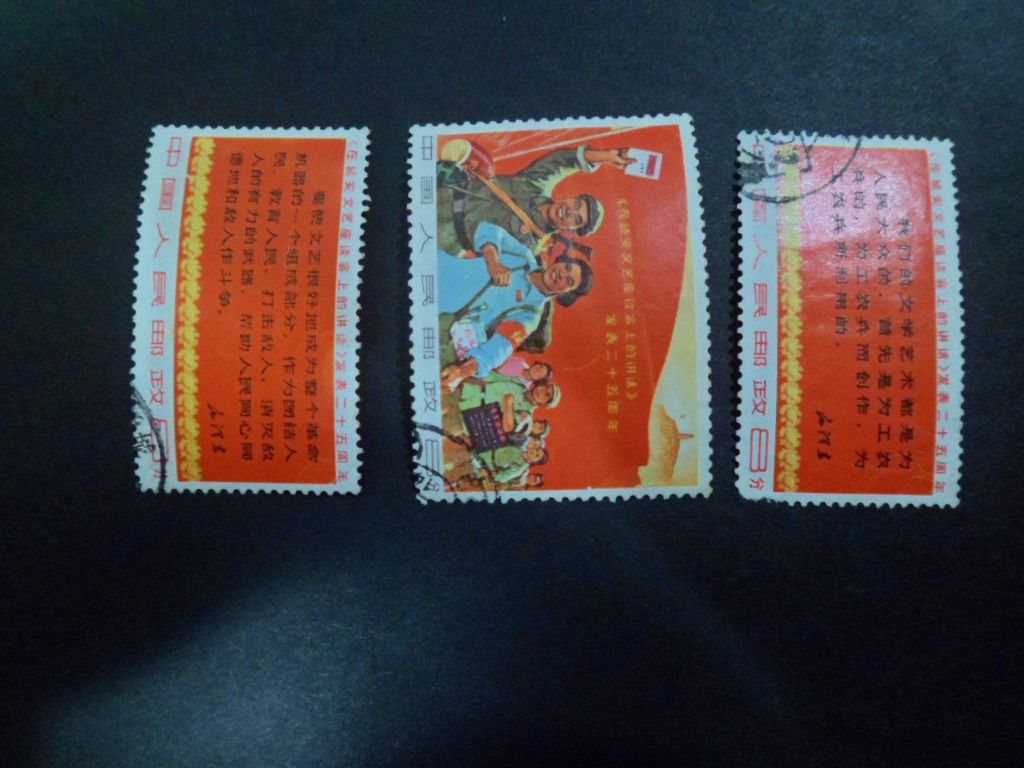 《在延安文艺座谈会上的讲话》发表二十五周年
要使文艺很好地成为整个革命
机器的一个组成部分，作为团结人
民、教育人民、打击敌人、消灭敌
人的有力的武器，帮助人民同心同
德地和敌人作斗争。
毛泽东
中国人民邮政8分
《在延安文艺座谈会上的讲话》
发表二十五周年
中国人民邮政8分
《在延安文艺座谈会上的讲话》发表二十五周年
我们的文学艺术都是为
人民大众的，首先是为工农
兵的，为工农兵而创作，为
工农兵所利用的。
毛泽东
中国人民邮政8分